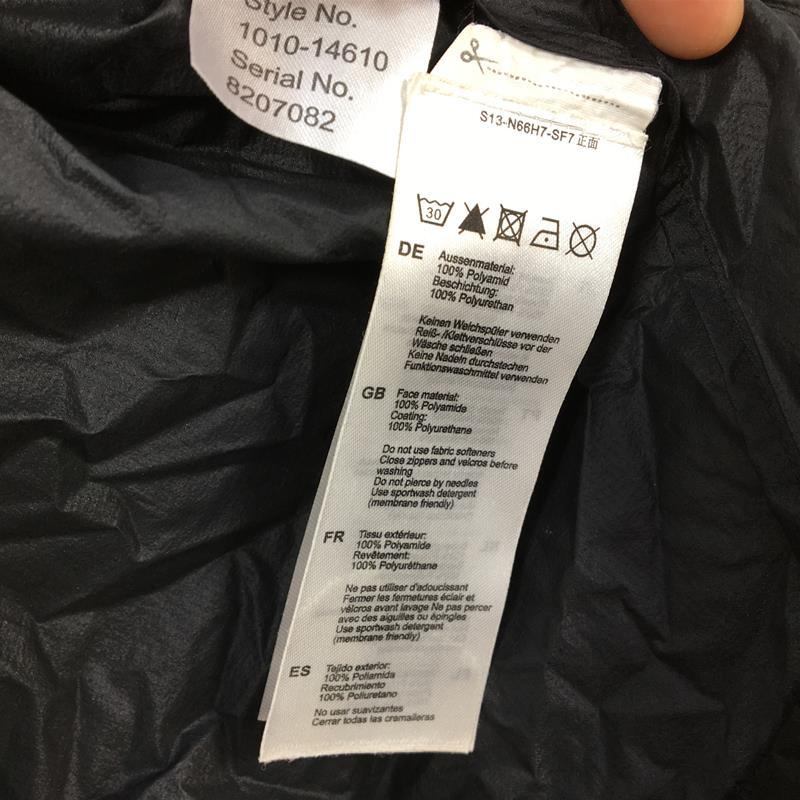 Style No.
1010-14610
Serial No.
8207082
S13-N66H7-SF7 正面
30
DE
Aussenmaterial:
100% Polyamid
Beschichtung:
100% Polyurethan
Keinen Weichspüler verwenden
Reiß- /Klettverschlüsse vor der
Wäsche schließen
Keine Nadeln durchstechen
Funktionswaschmittel verwenden
GB
Face material:
100% Polyamide
Coating:
100% Polyurethane
Do not use fabric softeners
Close zippers and velcros before
washing
Do not pierce by needles
Use sportwash detergent
(membrane friendly)
FR
Tissu extérieur:
100% Polyamide
Revêtement:
100% Polyuréthane
Ne pas utiliser d'adoucissant
Fermer les fermetures éclair et
vélcros avant lavage Ne pas percer
avec des aiguilles ou épingles
Use sportwash detergent
(membrane friendly)
ES
Tejido exterior:
100% Poliamida
Recubrimiento
100% Poliuretano
No usar suavizantes
Cerrar todas las cremalleras